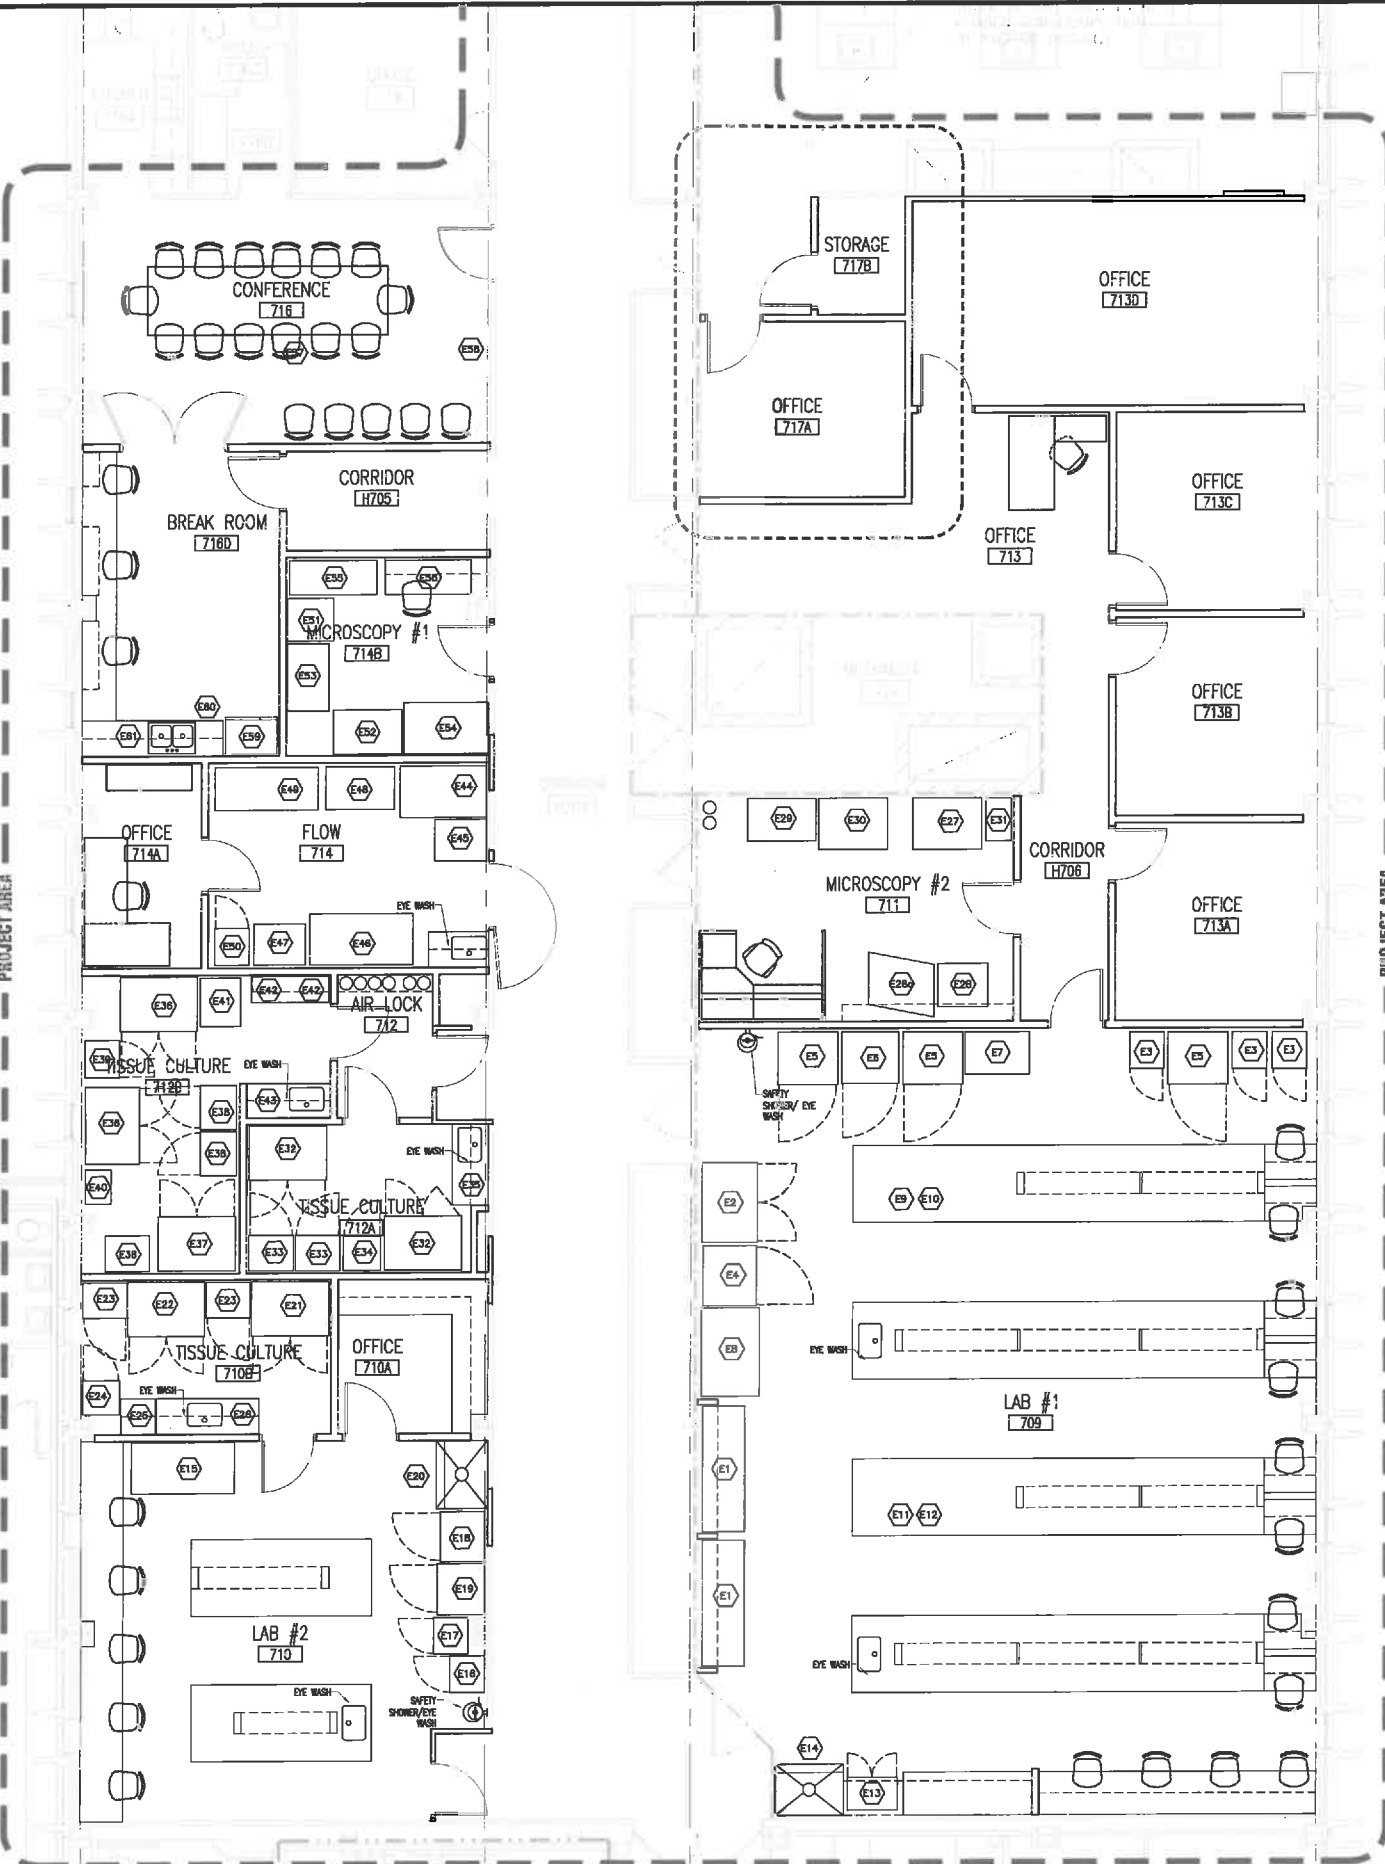 STORAGE
717B
OFFICE
713D
CONFERENCE
716
E58
OFFICE
717A
CORRIDOR
H705
BREAK ROOM
716D
OFFICE
713C
OFFICE
713
E55
E56
E51
MICROSCOPY #1
714B
E53
E60
E61
E59
E52
E54
OFFICE
713B
E49
E48
E44
E45
OFFICE
714A
FLOW
714
E29
E30
E27
E31
CORRIDOR
H706
MICROSCOPY #2
711
OFFICE
713A
EYE WASH
E50
E47
E46
E28a
E28
E36
E41
E42
E42
AIR LOCK
712
E39
TISSUE CULTURE
712B
EYE WASH
E43
E36
E38
E38
E40
E38
E37
E32
EYE WASH
E35
TISSUE CULTURE
712A
E33
E33
E34
E32
SAFETY
SHOWER/ EYE
WASH
E5
E6
E5
E7
E3
E5
E3
E3
E2
E4
E8
E9
E10
EYE WASH
E23
E22
E23
E21
TISSUE CULTURE
710B
OFFICE
710A
E24
EYE WASH
E25
E26
LAB #1
709
E1
E11
E12
E1
E15
E20
E18
E19
E17
E16
LAB #2
710
EYE WASH
SAFETY
SHOWER/EYE
WASH
EYE WASH
E14
E13
PROJECT AREA
PROJECT AREA